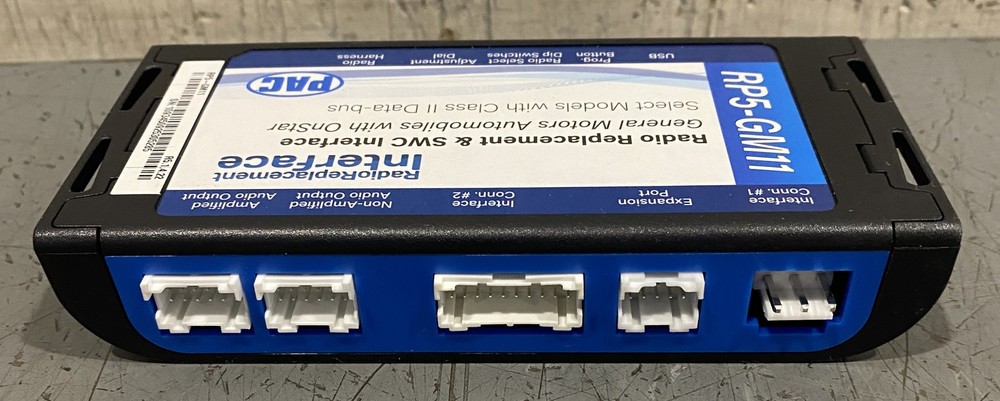 Interface
Conn. #1
Expansion
Port
Interface
Conn. #2
Non-Amplified
Audio Output
Amplified
Audio Output
RP5-GM11
RadioReplacement
Interface
Radio Replacement & SWC Interface
General Motors Automobiles with OnStar
Select Models with Class II Data-bus
PAC
USB
Prog.
Button
Radio Select
Dip Switches
Adjustment
Dial
Radio
Harness
RP5-GM11